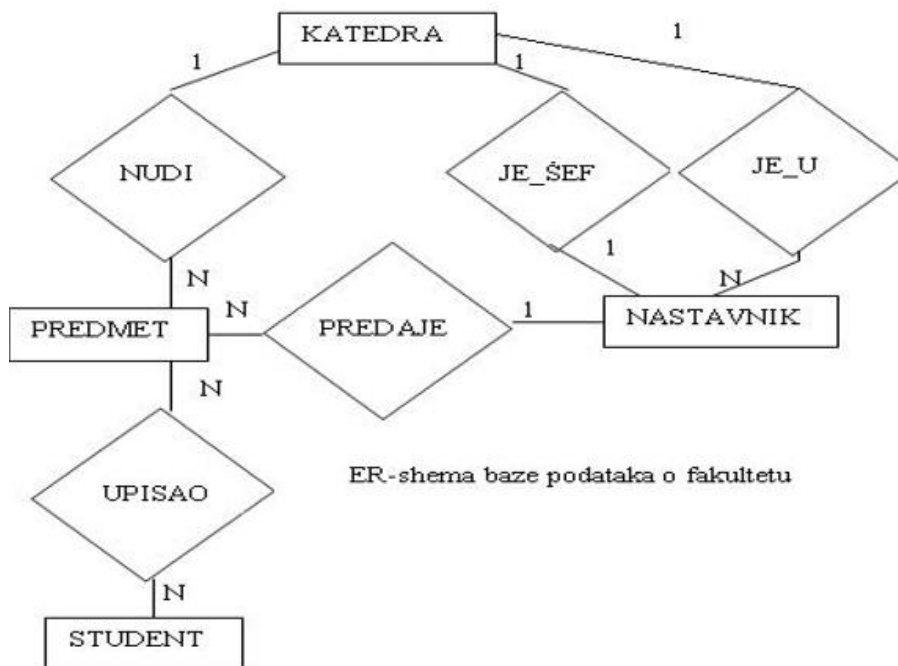 KATEDRA
1
1
1
NUDI
JE_ŠEF
JE_U
N
1
N
PREDMET
N
PREDAJE
1
NASTAVNIK
N
UPISAO
ER-shema baze podataka o fakultetu
N
STUDENT